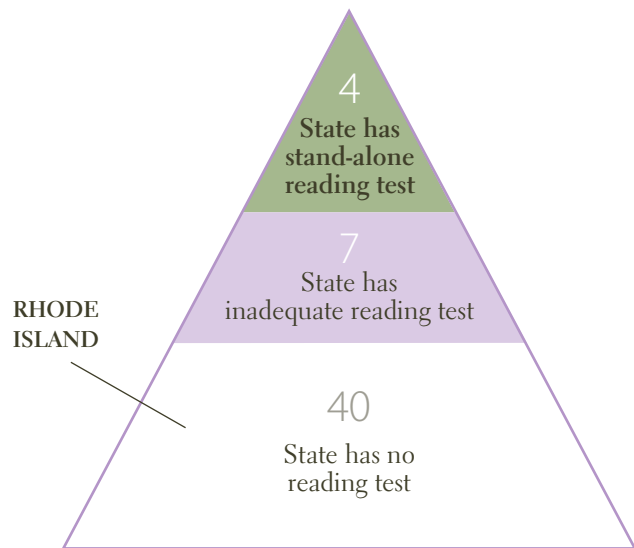 4
State has
stand-alone
reading test
7
State has
inadequate reading test
RHODE
ISLAND
40
State has no
reading test